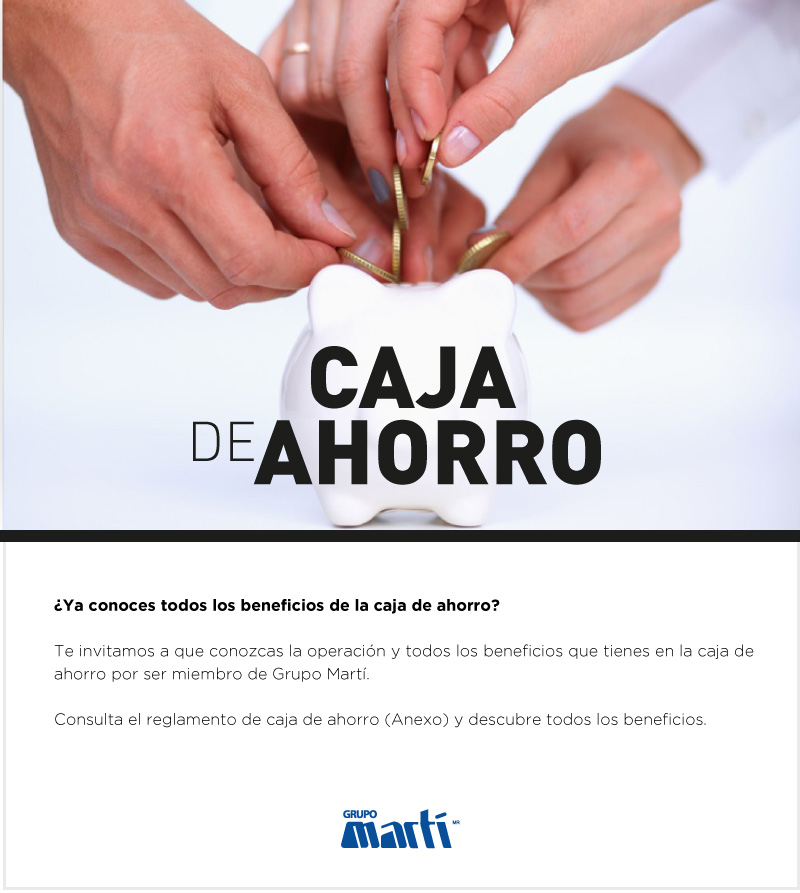 CAJA
DE AHORRO
¿Ya conoces todos los beneficios de la caja de ahorro?
Te invitamos a que conozcas la operación y todos los beneficios que tienes en la caja de
ahorro por ser miembro de Grupo Martí.
Consulta el reglamento de caja de ahorro (Anexo) y descubre todos los beneficios.
GRUPO
martí MR